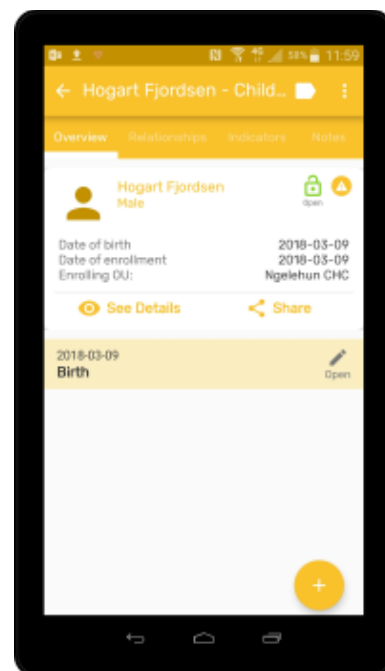 58% 11:59
Hogart Fjordsen - Child..
Overview Relationships Indicators Notes
Hogart Fjordsen
Male
Open
Date of birth 2018-03-09
Date of enrollment 2018-03-09
Enrolling OU: Ngelehun CHC
See Details Share
2018-03-09
Birth
Open